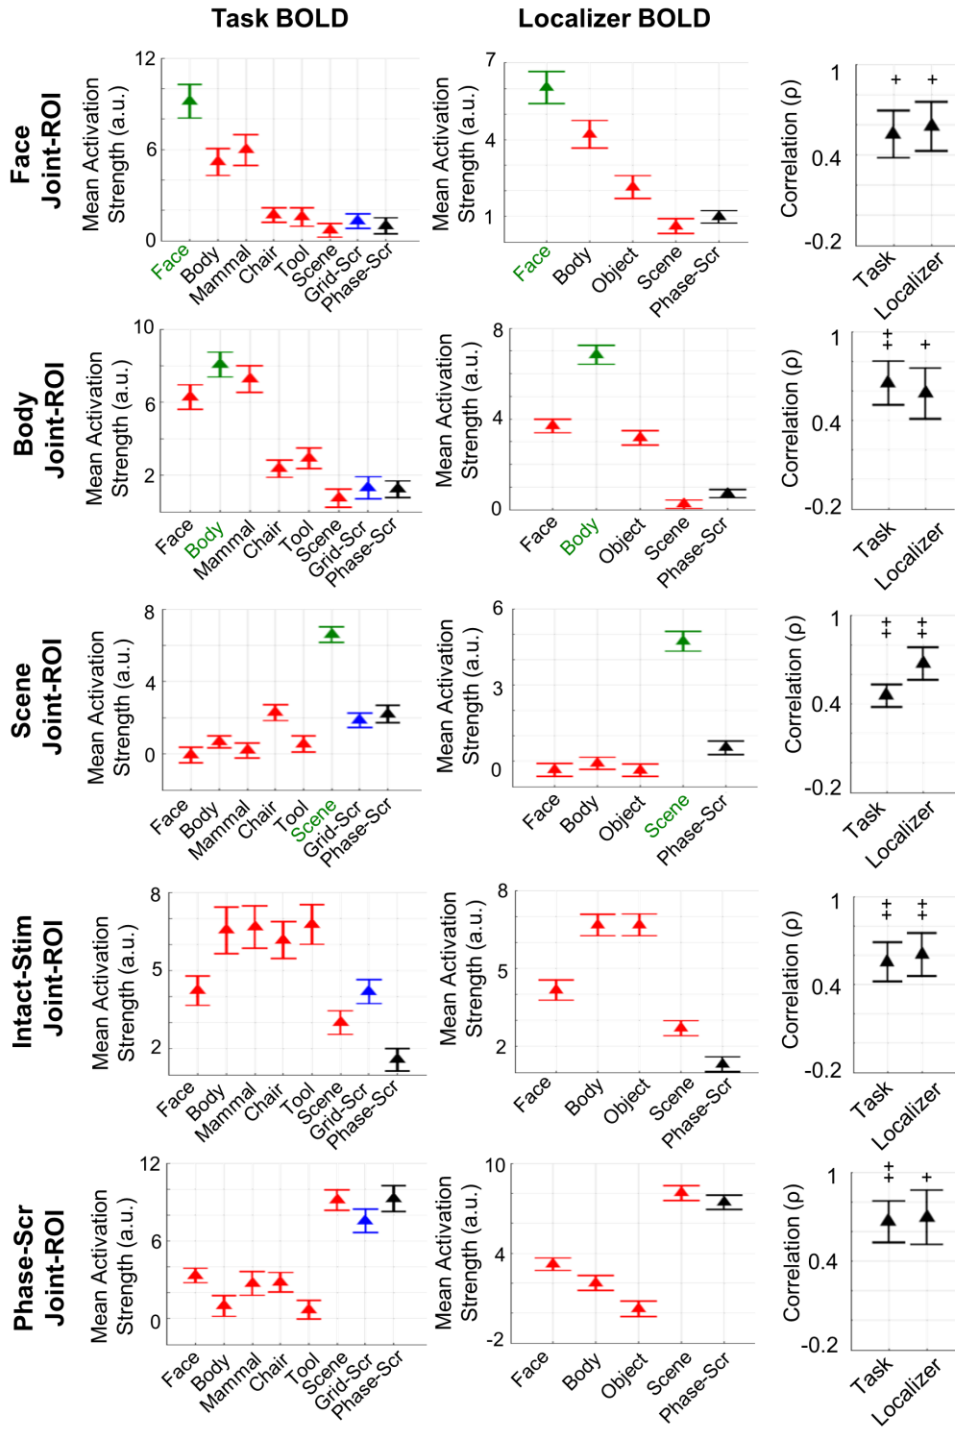 Task BOLD
Localizer BOLD
Face
Joint-ROI
Mean Activation
Strength (a.u.)
12
6
0
Face
Body
Mammal
Chair
Tool
Scene
Grid-Scr
Phase-Scr
Mean Activation
Strength (a.u.)
7
4
1
Face
Body
Object
Scene
Phase-Scr
Correlation (ρ)
1
0.4
-0.2
+
+
Task
Localizer
Body
Joint-ROI
Mean Activation
Strength (a.u.)
10
6
2
Face
Body
Mammal
Chair
Tool
Scene
Grid-Scr
Phase-Scr
Mean Activation
Strength (a.u.)
8
4
0
Face
Body
Object
Scene
Phase-Scr
Correlation (ρ)
1
0.4
-0.2
‡
+
Task
Localizer
Scene
Joint-ROI
Mean Activation
Strength (a.u.)
8
4
0
Face
Body
Mammal
Chair
Tool
Scene
Grid-Scr
Phase-Scr
Mean Activation
Strength (a.u.)
6
3
0
Face
Body
Object
Scene
Phase-Scr
Correlation (ρ)
1
0.4
-0.2
‡
‡
Task
Localizer
Intact-Stim
Joint-ROI
Mean Activation
Strength (a.u.)
8
5
2
Face
Body
Mammal
Chair
Tool
Scene
Grid-Scr
Phase-Scr
Mean Activation
Strength (a.u.)
8
5
2
Face
Body
Object
Scene
Phase-Scr
Correlation (ρ)
1
0.4
-0.2
‡
‡
Task
Localizer
Phase-Scr
Joint-ROI
Mean Activation
Strength (a.u.)
12
6
0
Face
Body
Mammal
Chair
Tool
Scene
Grid-Scr
Phase-Scr
Mean Activation
Strength (a.u.)
10
4
-2
Face
Body
Object
Scene
Phase-Scr
Correlation (ρ)
1
0.4
-0.2
‡
+
Task
Localizer